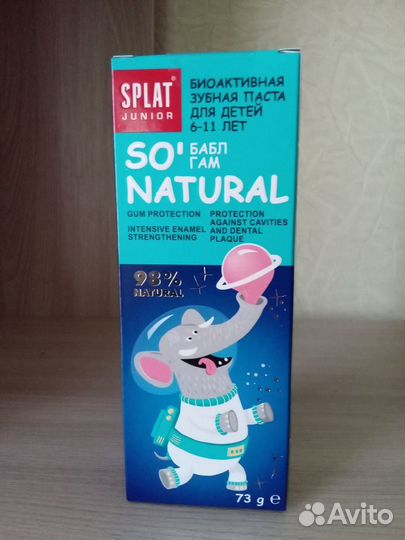 SPLAT®
JUNIOR
БИОАКТИВНАЯ
ЗУБНАЯ ПАСТА
ДЛЯ ДЕТЕЙ
6-11 ЛЕТ
SO' БАБЛ
ГАМ
NATURAL
GUM PROTECTION
INTENSIVE ENAMEL
STRENGTHENING
PROTECTION
AGAINST CAVITIES
AND DENTAL
PLAQUE
98%
NATURAL
73 g ℮
Avito